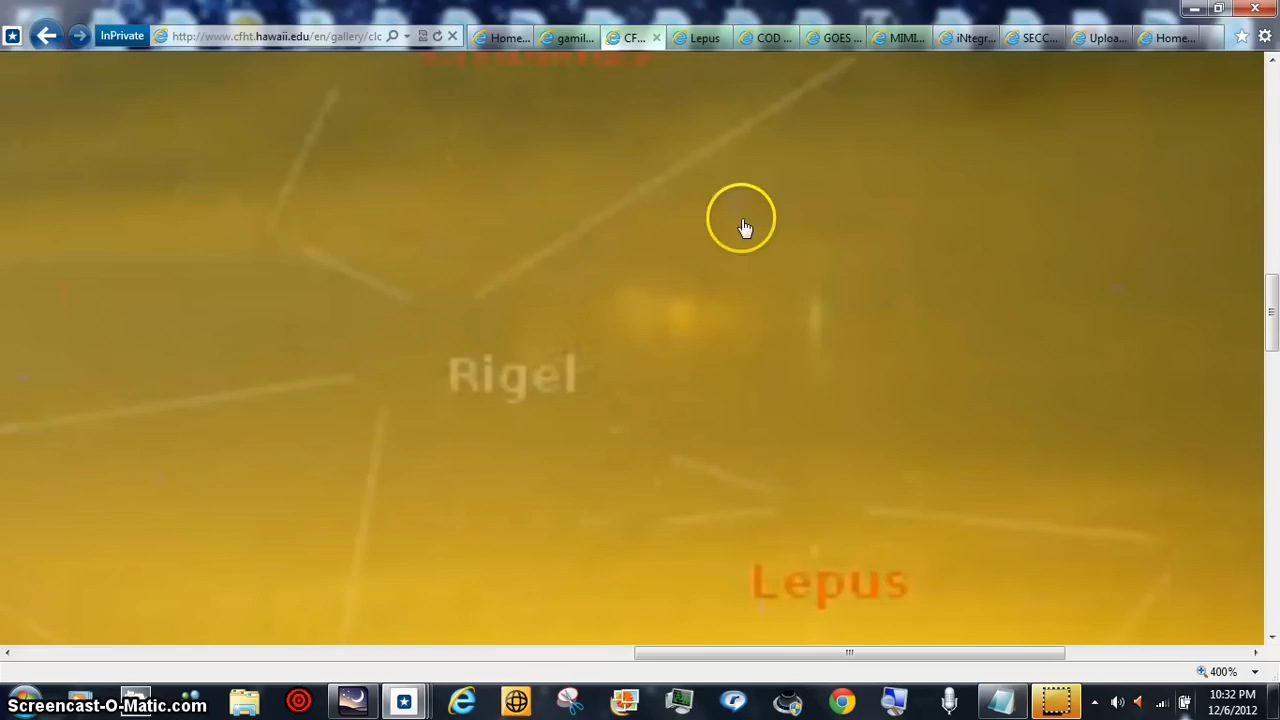 InPrivate
http://www.cfht.hawaii.edu/en/gallery/clc
Home...
gamil...
CF...
Lepus
COD ...
GOES ...
MIMI...
iNtegr...
SECC...
Uploa...
Home...
Rigel
Lepus
400%
10:32 PM
12/6/2012
Screencast-O-Matic.com